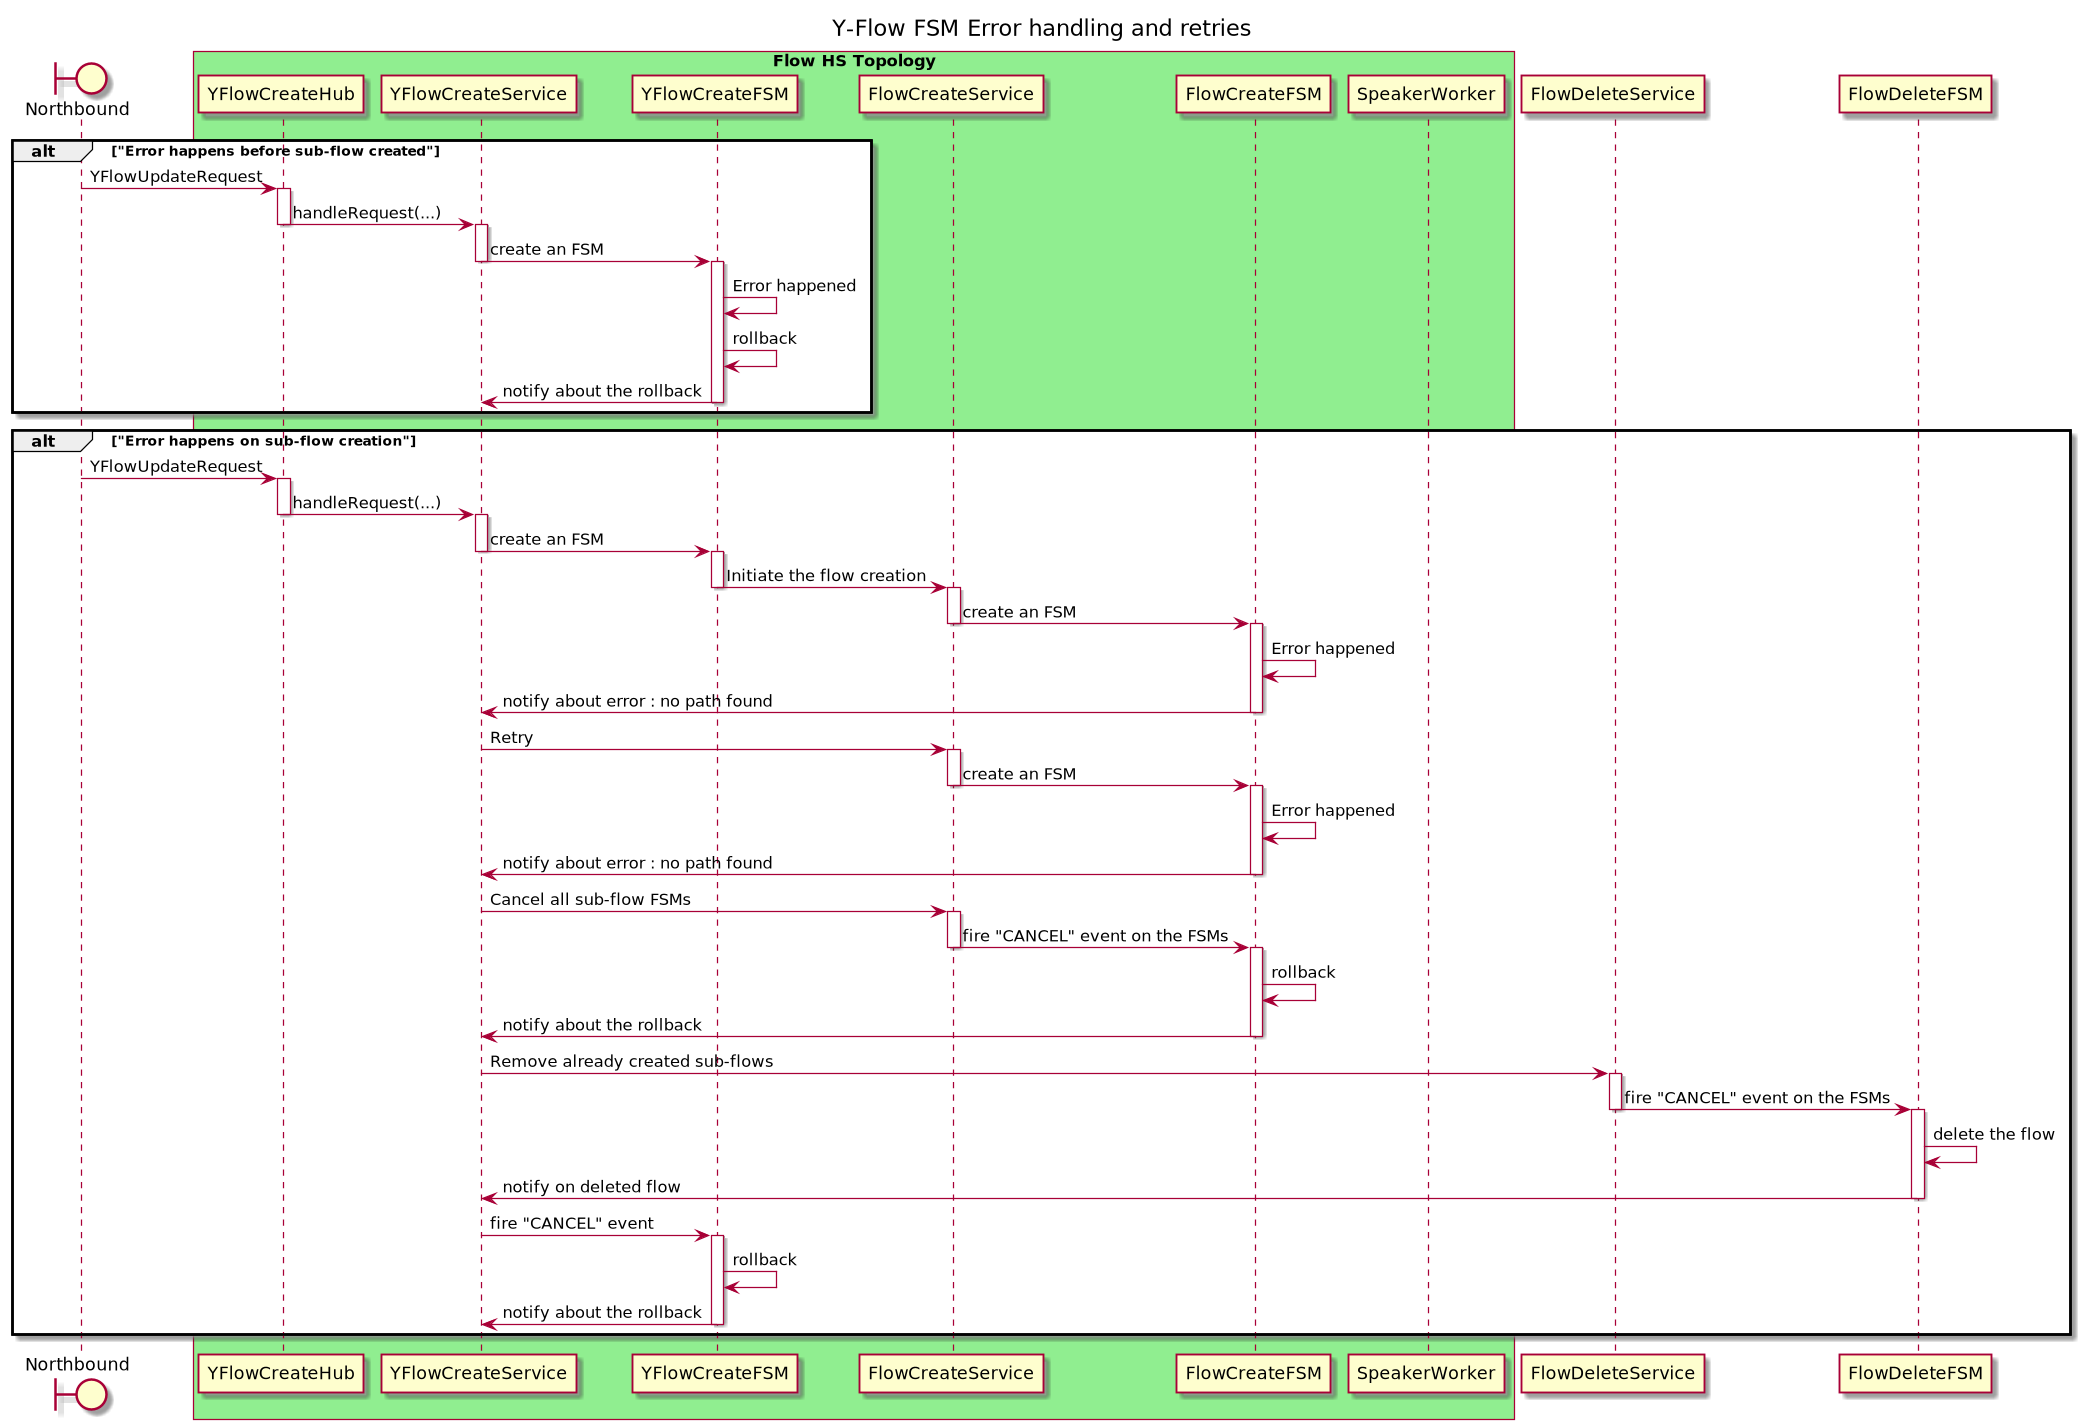 Y-Flow FSM Error handling and retries
Flow HS Topology
Northbound
YFlowCreateHub
YFlowCreateService
YFlowCreateFSM
FlowCreateService
FlowCreateFSM
SpeakerWorker
FlowDeleteService
FlowDeleteFSM
alt
["Error happens before sub-flow created"]
YFlowUpdateRequest
handleRequest(...)
create an FSM
Error happened
rollback
notify about the rollback
alt
["Error happens on sub-flow creation"]
YFlowUpdateRequest
handleRequest(...)
create an FSM
Initiate the flow creation
create an FSM
Error happened
notify about error : no path found
Retry
create an FSM
Error happened
notify about error : no path found
Cancel all sub-flow FSMs
fire "CANCEL" event on the FSMs
rollback
notify about the rollback
Remove already created sub-flows
fire "CANCEL" event on the FSMs
delete the flow
notify on deleted flow
fire "CANCEL" event
rollback
notify about the rollback
Northbound
YFlowCreateHub
YFlowCreateService
YFlowCreateFSM
FlowCreateService
FlowCreateFSM
SpeakerWorker
FlowDeleteService
FlowDeleteFSM